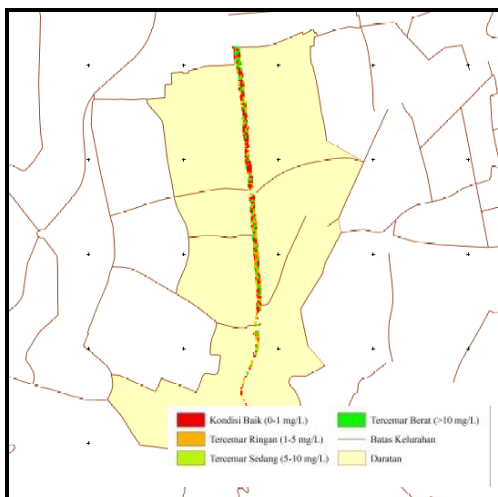 Kondisi Baik (0-1 mg/L)
Tercemar Ringan (1-5 mg/L)
Tercemar Sedang (5-10 mg/L)
Tercemar Berat (>10 mg/L)
Batas Kelurahan
Daratan